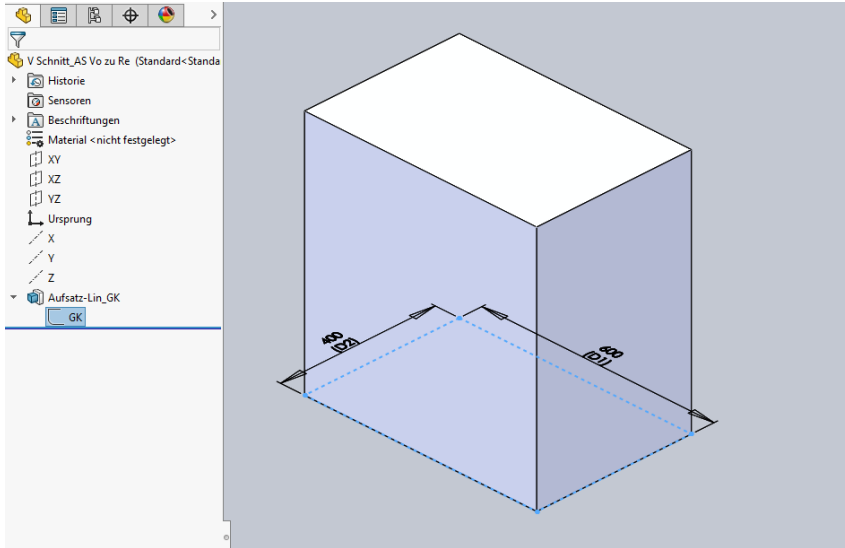 V Schnitt_AS Vo zu Re (Standard<Standa
Historie
Sensoren
Beschriftungen
Material <nicht festgelegt>
XY
XZ
YZ
Ursprung
X
Y
Z
Aufsatz-Lin_GK
GK
400
(D2)
600
(D1)